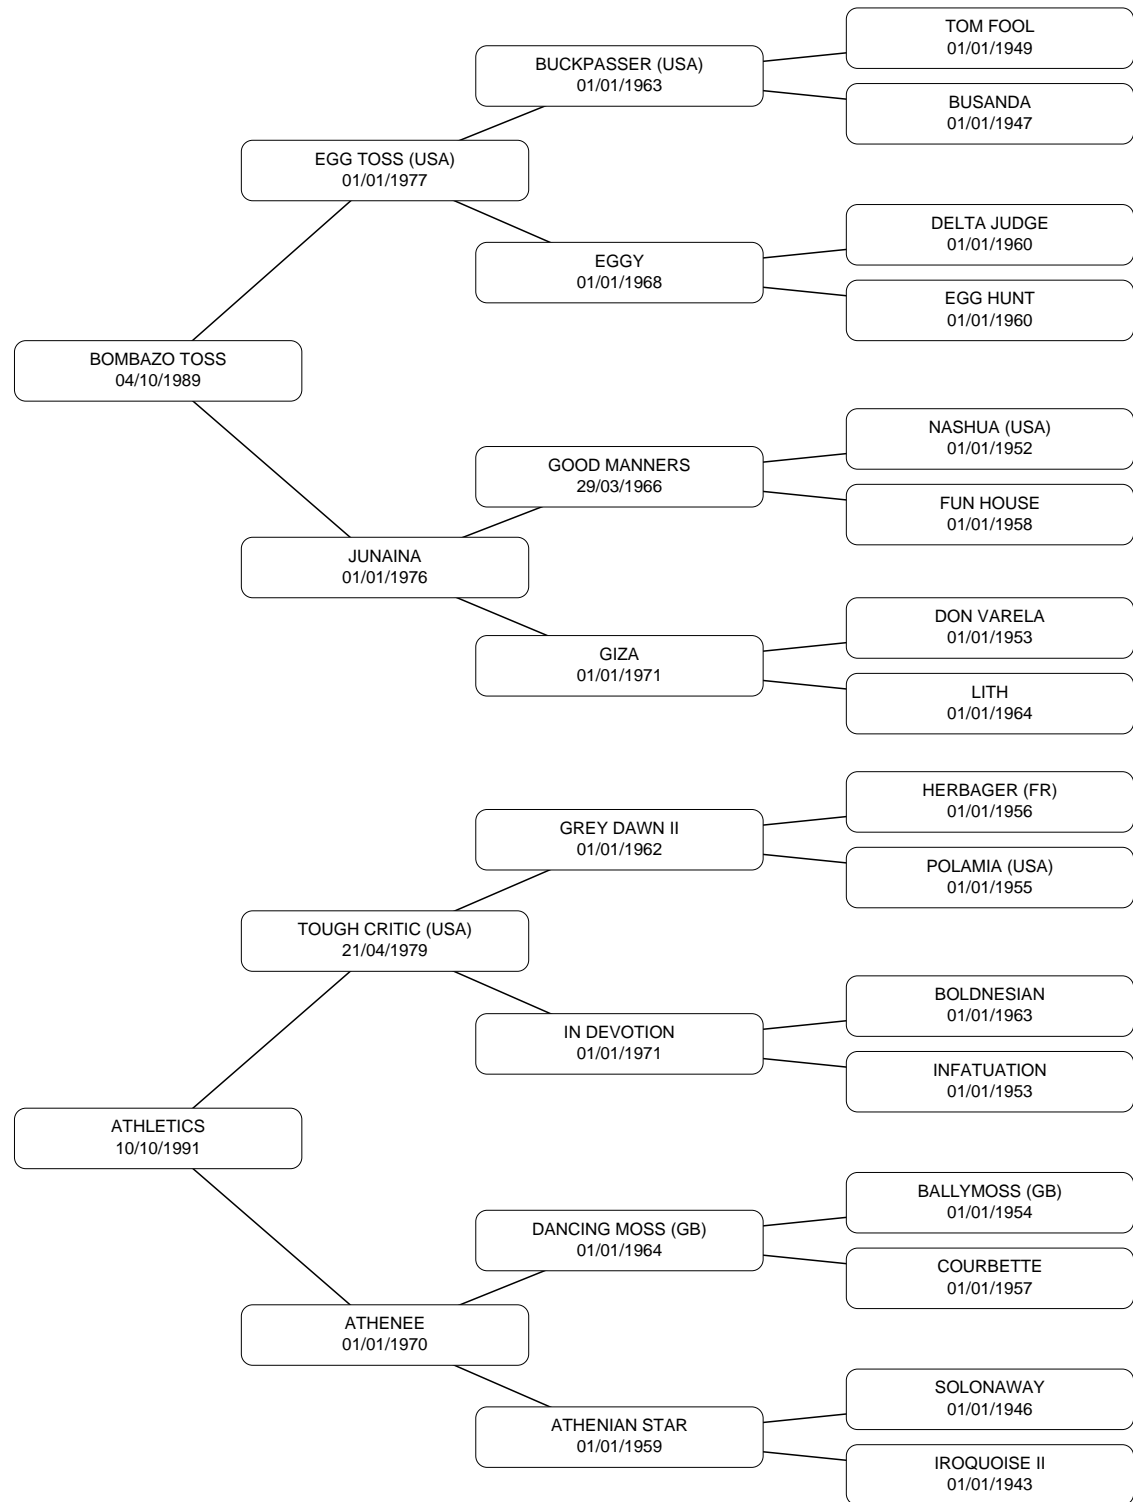 TOM FOOL
01/01/1949
BUCKPASSER (USA)
01/01/1963
BUSANDA
01/01/1947
EGG TOSS (USA)
01/01/1977
DELTA JUDGE
01/01/1960
EGGY
01/01/1968
EGG HUNT
01/01/1960
BOMBAZO TOSS
04/10/1989
NASHUA (USA)
01/01/1952
GOOD MANNERS
29/03/1966
FUN HOUSE
01/01/1958
JUNAINA
01/01/1976
DON VARELA
01/01/1953
GIZA
01/01/1971
LITH
01/01/1964
HERBAGER (FR)
01/01/1956
GREY DAWN II
01/01/1962
POLAMIA (USA)
01/01/1955
TOUGH CRITIC (USA)
21/04/1979
BOLDNESIAN
01/01/1963
IN DEVOTION
01/01/1971
INFATUATION
01/01/1953
ATHLETICS
10/10/1991
BALLYMOSS (GB)
01/01/1954
DANCING MOSS (GB)
01/01/1964
COURBETTE
01/01/1957
ATHENEE
01/01/1970
SOLONAWAY
01/01/1946
ATHENIAN STAR
01/01/1959
IROQUOISE II
01/01/1943